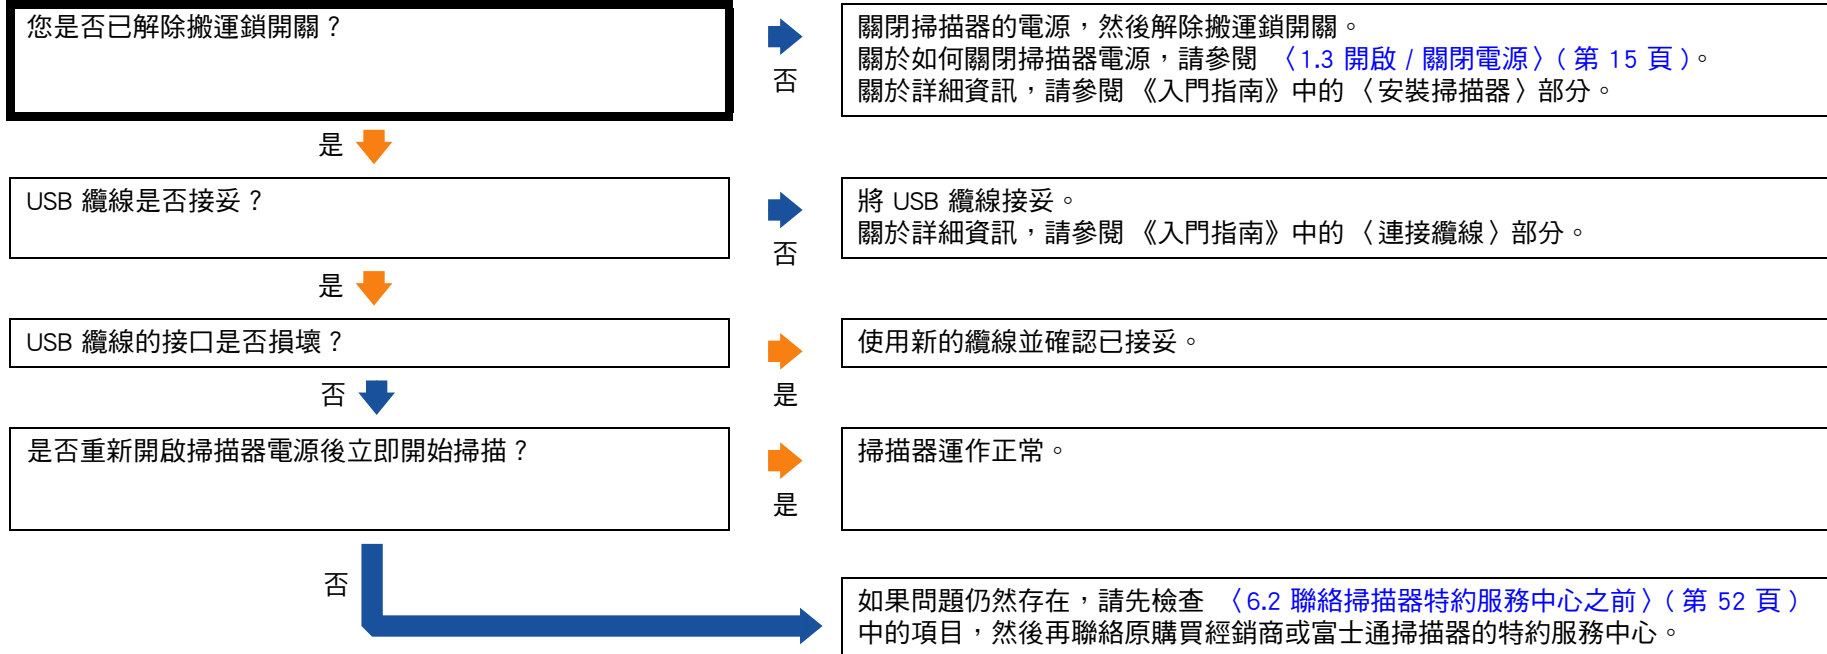 您是否已解除搬運鎖開關？
否
關閉掃描器的電源，然後解除搬運鎖開關。
關於如何關閉掃描器電源，請參閱 〈1.3 開啟 / 關閉電源〉( 第 15 頁 )。
關於詳細資訊，請參閱 《入門指南》中的 〈安裝掃描器〉部分。
是
USB 纜線是否接妥？
否
將 USB 纜線接妥。
關於詳細資訊，請參閱 《入門指南》中的 〈連接纜線〉部分。
是
USB 纜線的接口是否損壞？
是
使用新的纜線並確認已接妥。
否
是否重新開啟掃描器電源後立即開始掃描？
是
掃描器運作正常。
否
如果問題仍然存在，請先檢查 〈6.2 聯絡掃描器特約服務中心之前〉( 第 52 頁 )
中的項目，然後再聯絡原購買經銷商或富士通掃描器的特約服務中心。